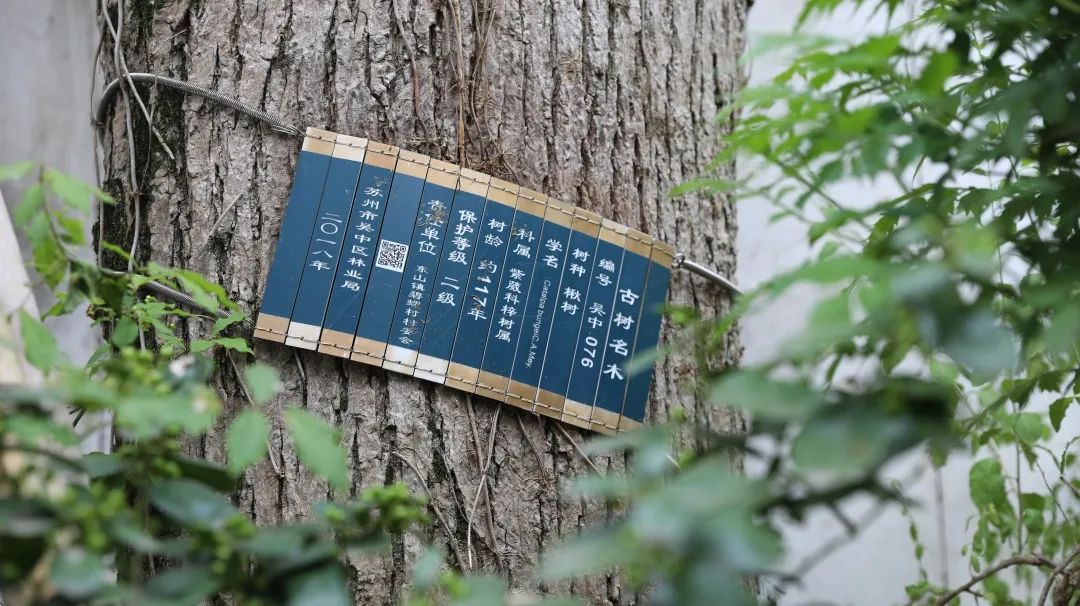 古树名木
编号 吴中 076
树种 楸树
学名 Catalpa bungei C. A. Mey.
科属 紫葳科梓树属
树龄 约117年
保护等级 二级
责任单位 东山镇碧螺村村委会
苏州市吴中区林业局
二〇一八年